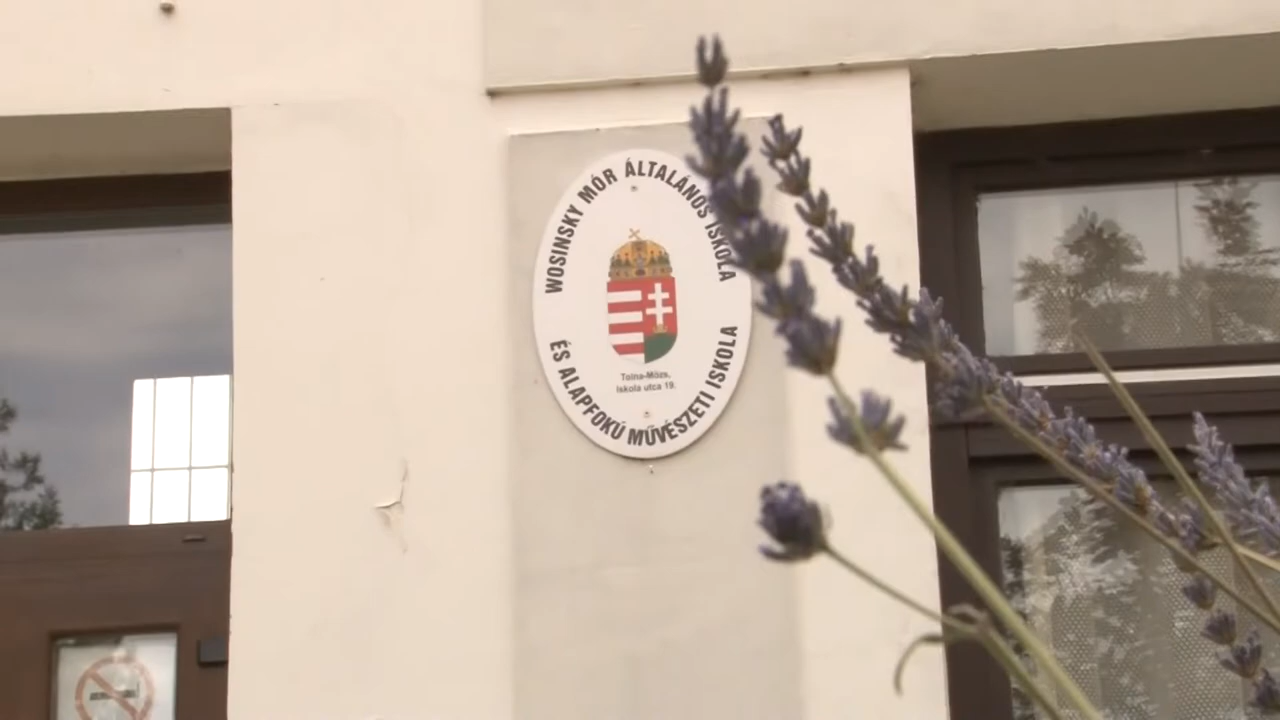 WOSINSKY MÓR ÁLTALÁNOS ISKOLA
Tolna-Mözs,
Iskola utca 19.
ÉS ALAPFOKÚ MŰVÉSZETI ISKOLA